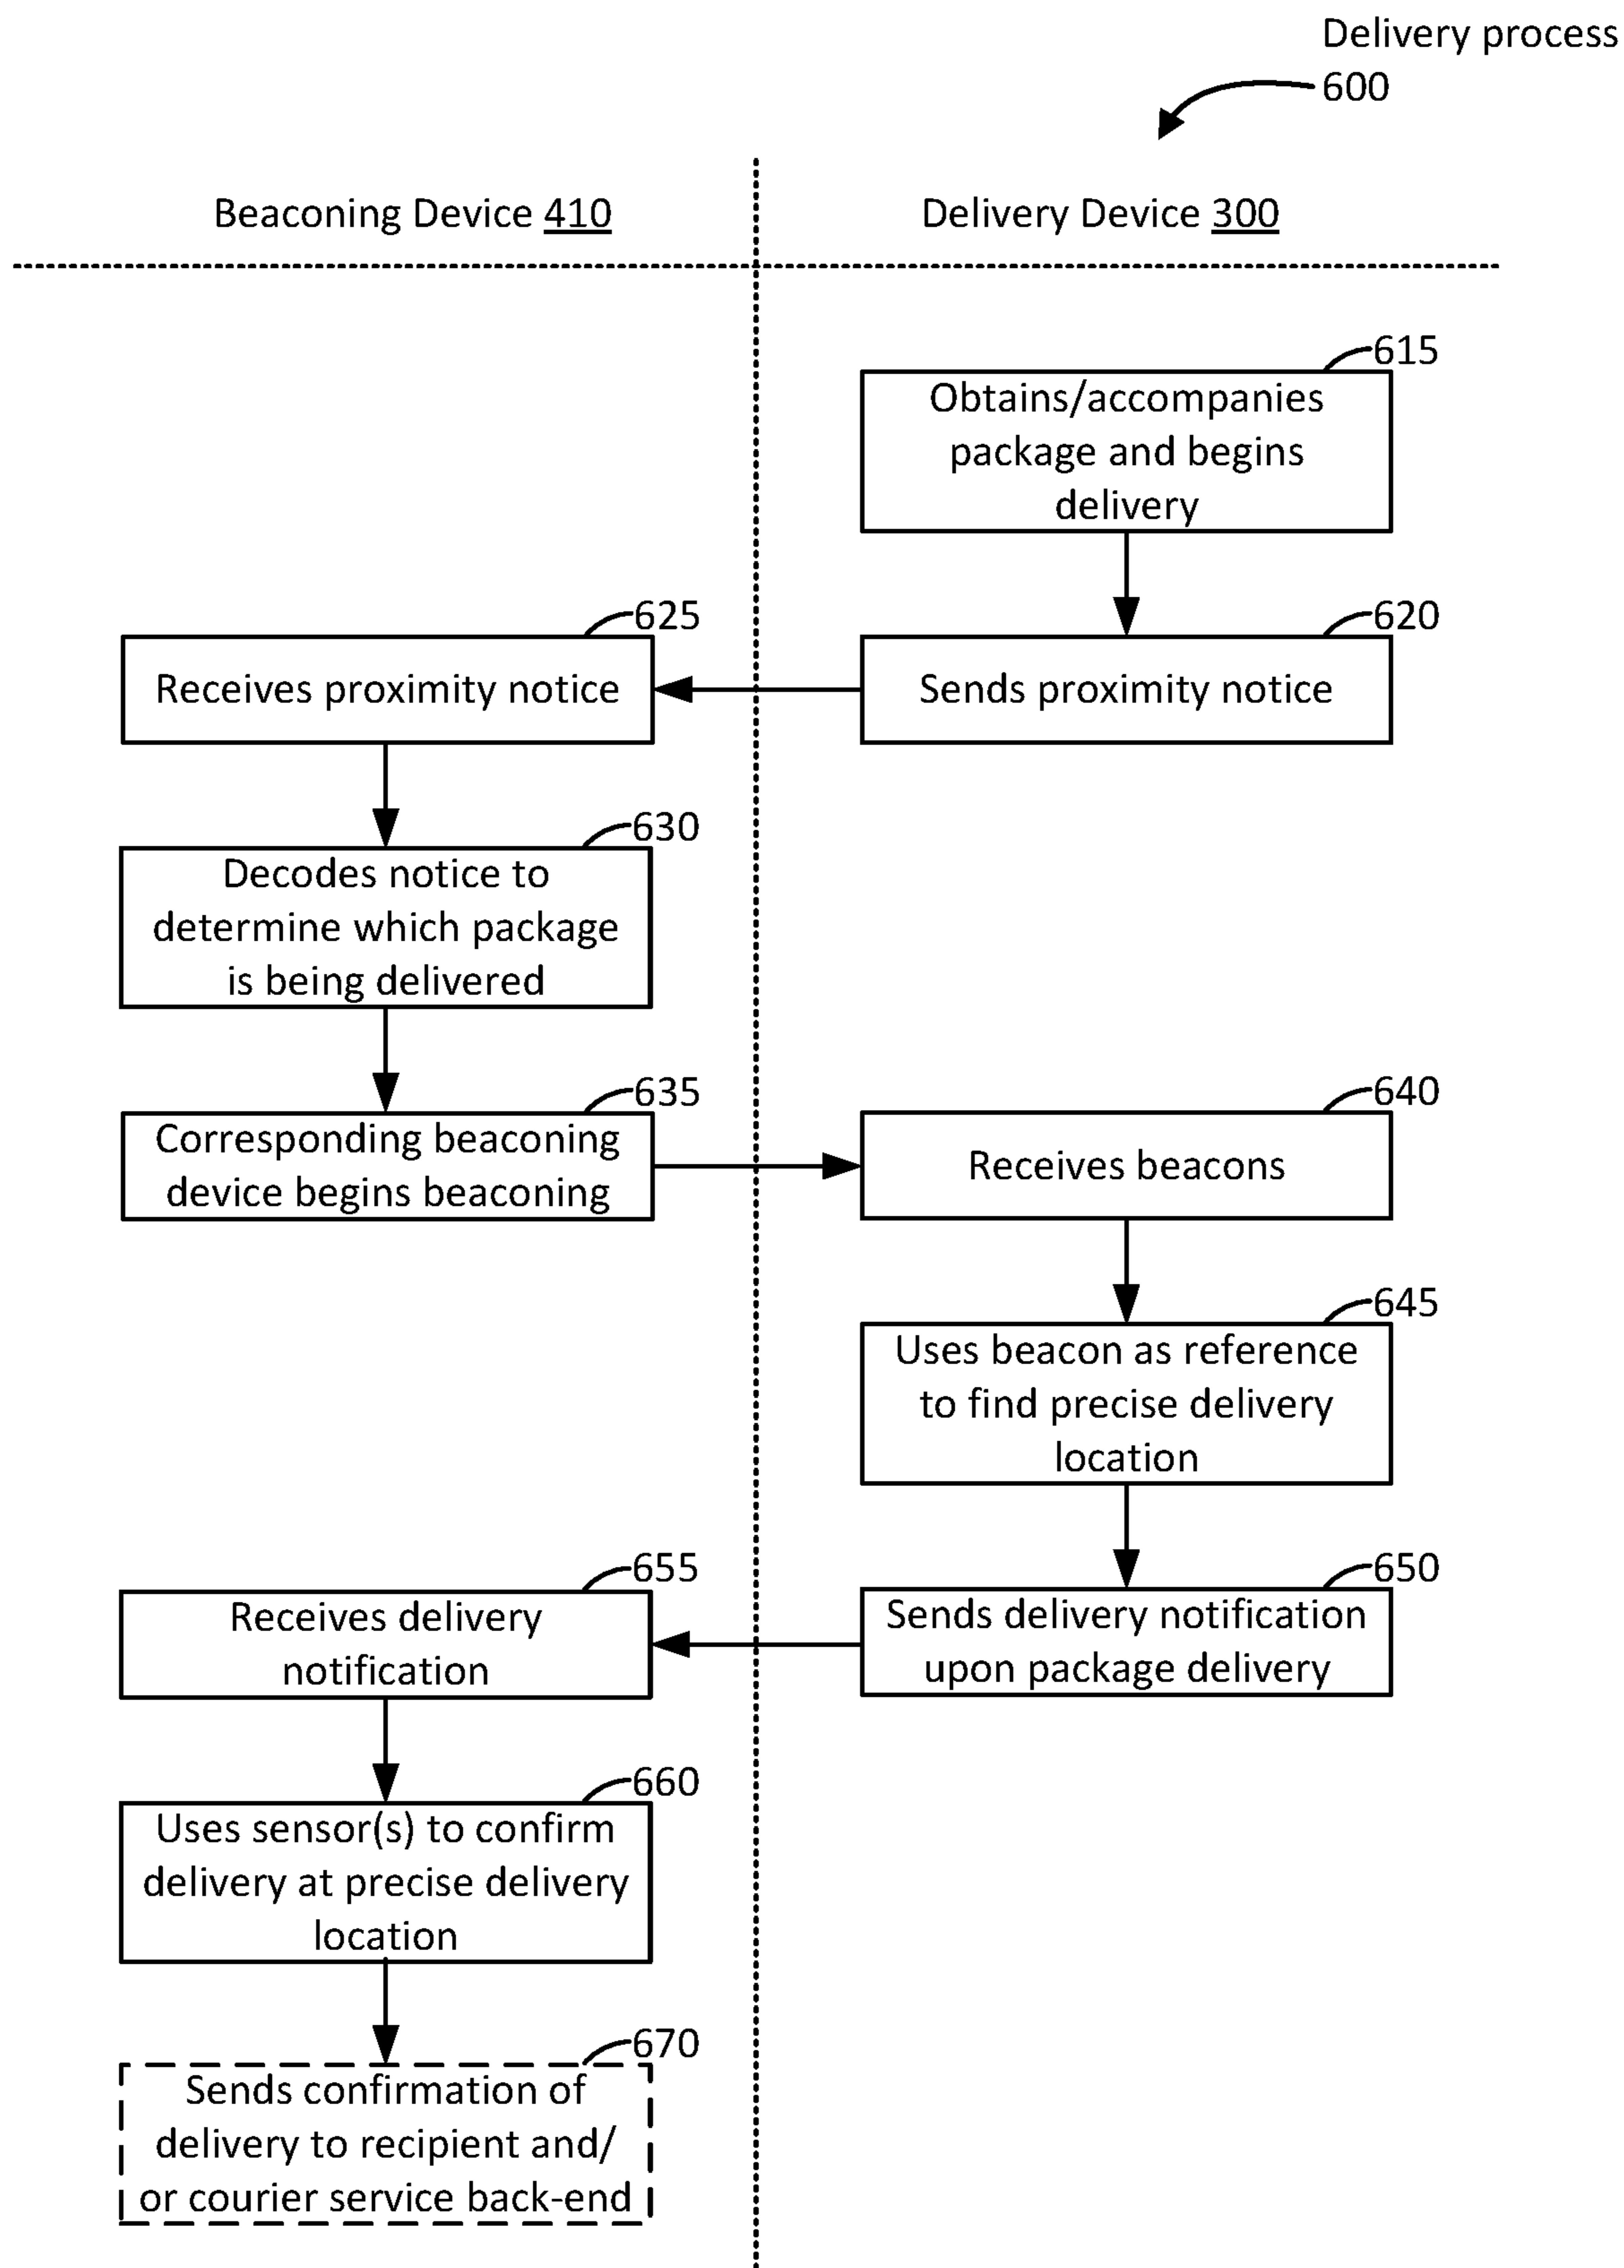 Delivery process
600
Beaconing Device 410
Delivery Device 300
615
Obtains/accompanies
package and begins
delivery
625
Receives proximity notice
620
Sends proximity notice
630
Decodes notice to
determine which package
is being delivered
635
Corresponding beaconing
device begins beaconing
640
Receives beacons
645
Uses beacon as reference
to find precise delivery
location
655
Receives delivery
notification
650
Sends delivery notification
upon package delivery
660
Uses sensor(s) to confirm
delivery at precise delivery
location
670
Sends confirmation of
delivery to recipient and/
or courier service back-end